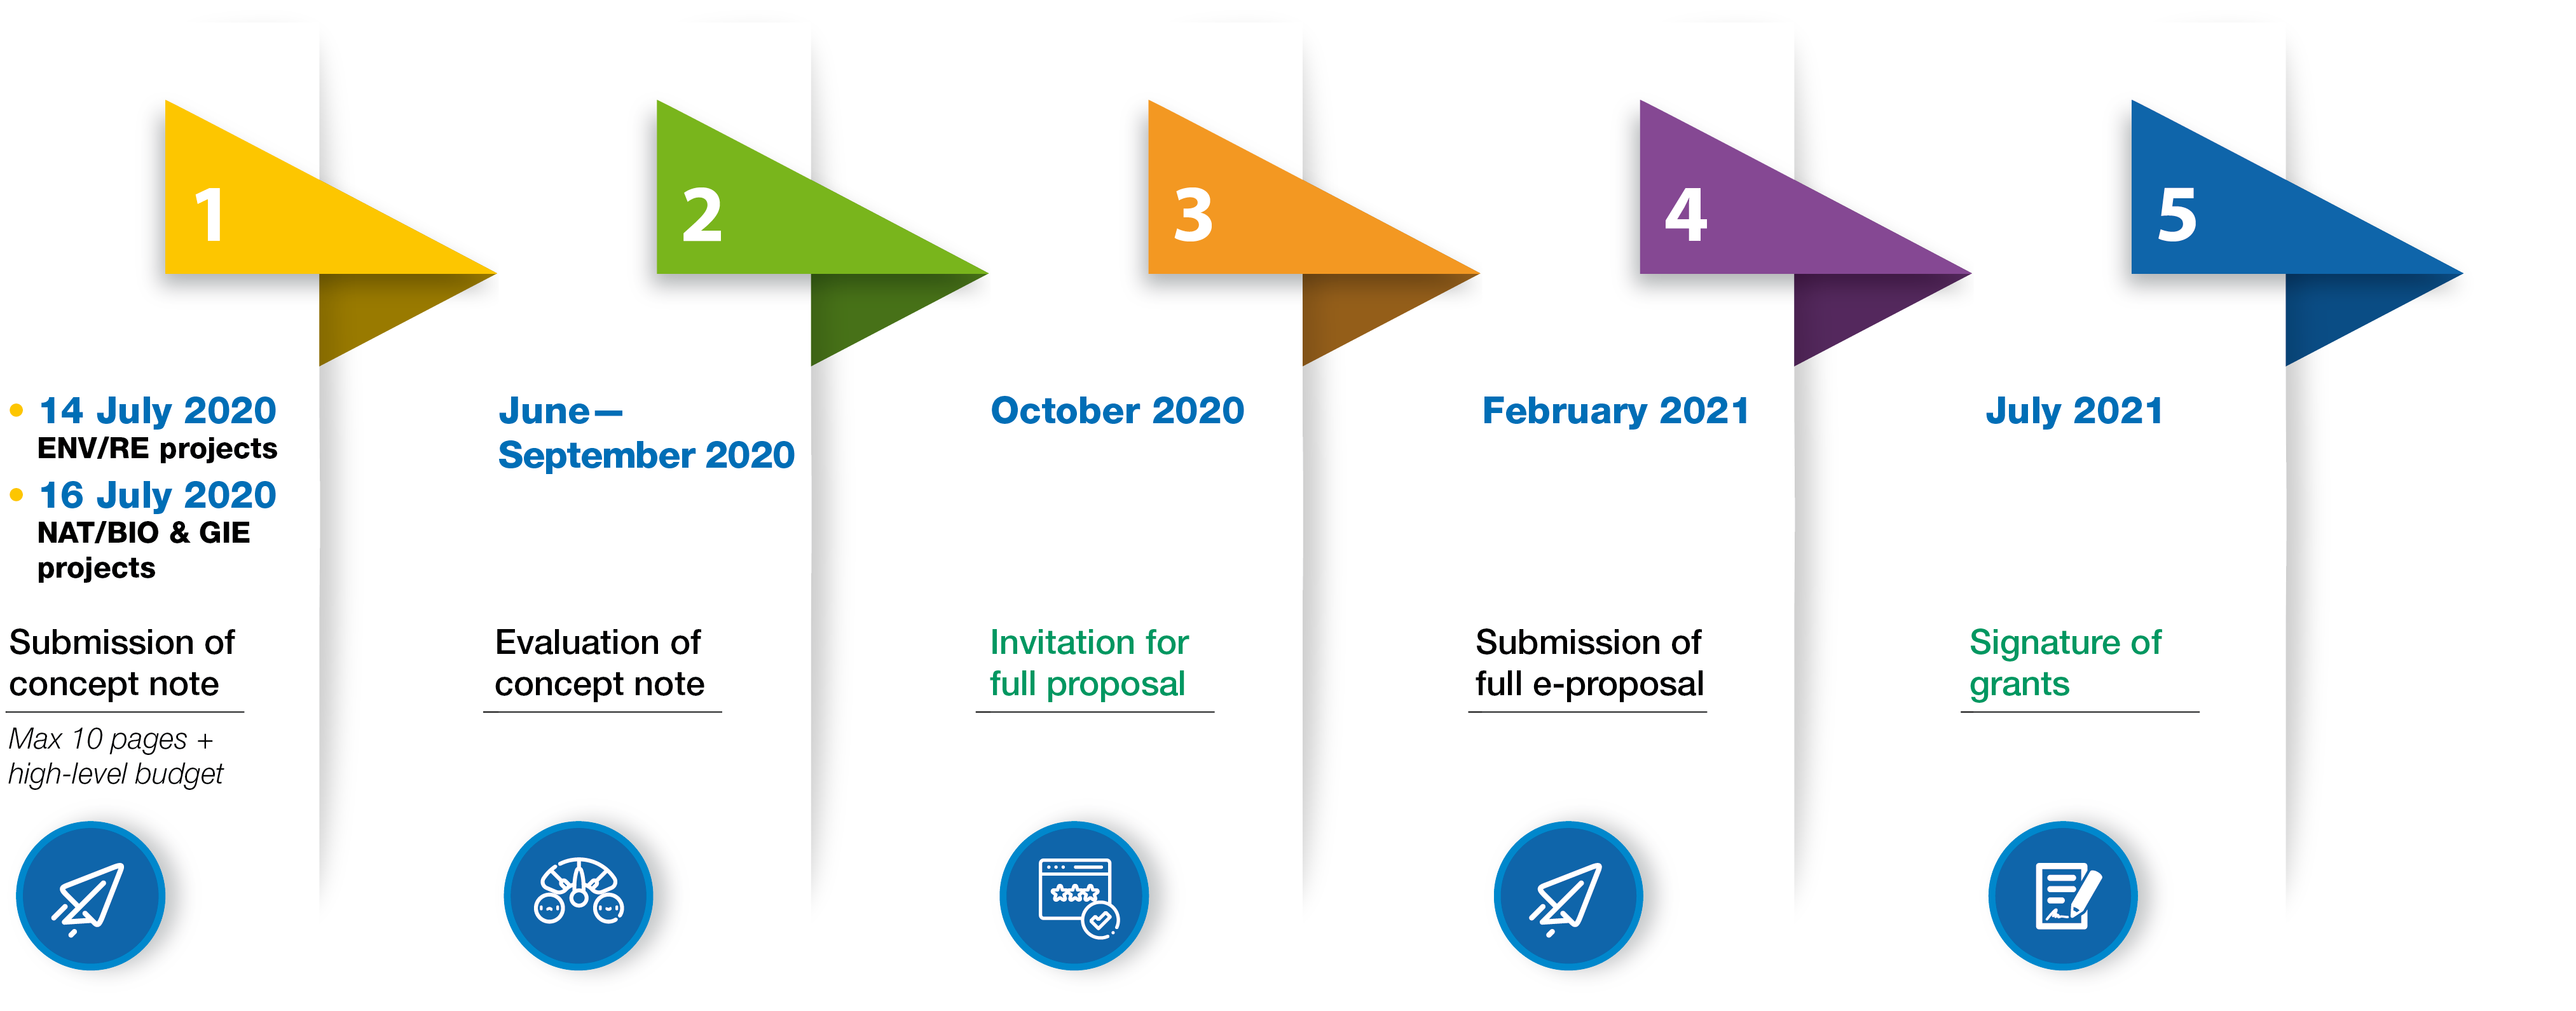 1
• 14 July 2020
ENV/RE projects
• 16 July 2020
NAT/BIO & GIE
projects
Submission of
concept note
Max 10 pages +
high-level budget
2
June—
September 2020
Evaluation of
concept note
3
October 2020
Invitation for
full proposal
4
February 2021
Submission of
full e-proposal
5
July 2021
Signature of
grants